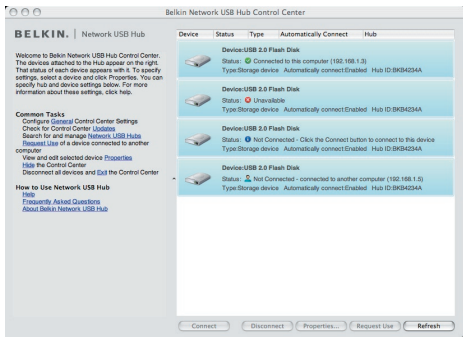 Belkin Network USB Hub Control Center
BELKIN. | Network USB Hub
Welcome to Belkin Network USB Hub Control Center.
The devices attached to the Hub appear on the right.
That status of each device appears with it. To specify
settings, select a device and click Properties. You can
specify hub and device settings below. For more
information about these settings, click help.
Common Tasks
Configure General Control Center Settings
Check for Control Center Updates
Search for and manage Network USB Hubs
Request Use of a device connected to another
computer
View and edit selected device Properties
Hide the Control Center
Disconnect all devices and Exit the Control Center
How to Use Network USB Hub
Help
Frequently Asked Questions
About Belkin Network USB Hub
Device Status Type Automatically Connect Hub
Device:USB 2.0 Flash Disk
Status: Connected to this computer (192.168.1.3)
Type:Storage device Automatically connect:Enabled Hub ID:BKB4234A
Device:USB 2.0 Flash Disk
Status: Unavailable
Type:Storage device Automatically connect:Enabled Hub ID:BKB4234A
Device:USB 2.0 Flash Disk
Status: Not Connected - Click the Connect button to connect to this device
Type:Storage device Automatically connect:Enabled Hub ID:BKB4234A
Device:USB 2.0 Flash Disk
Status: Not Connected - connected to another computer (192.168.1.5)
Type:Storage device Automatically connect:Enabled Hub ID:BKB4234A
Connect Disconnect Properties... Request Use Refresh